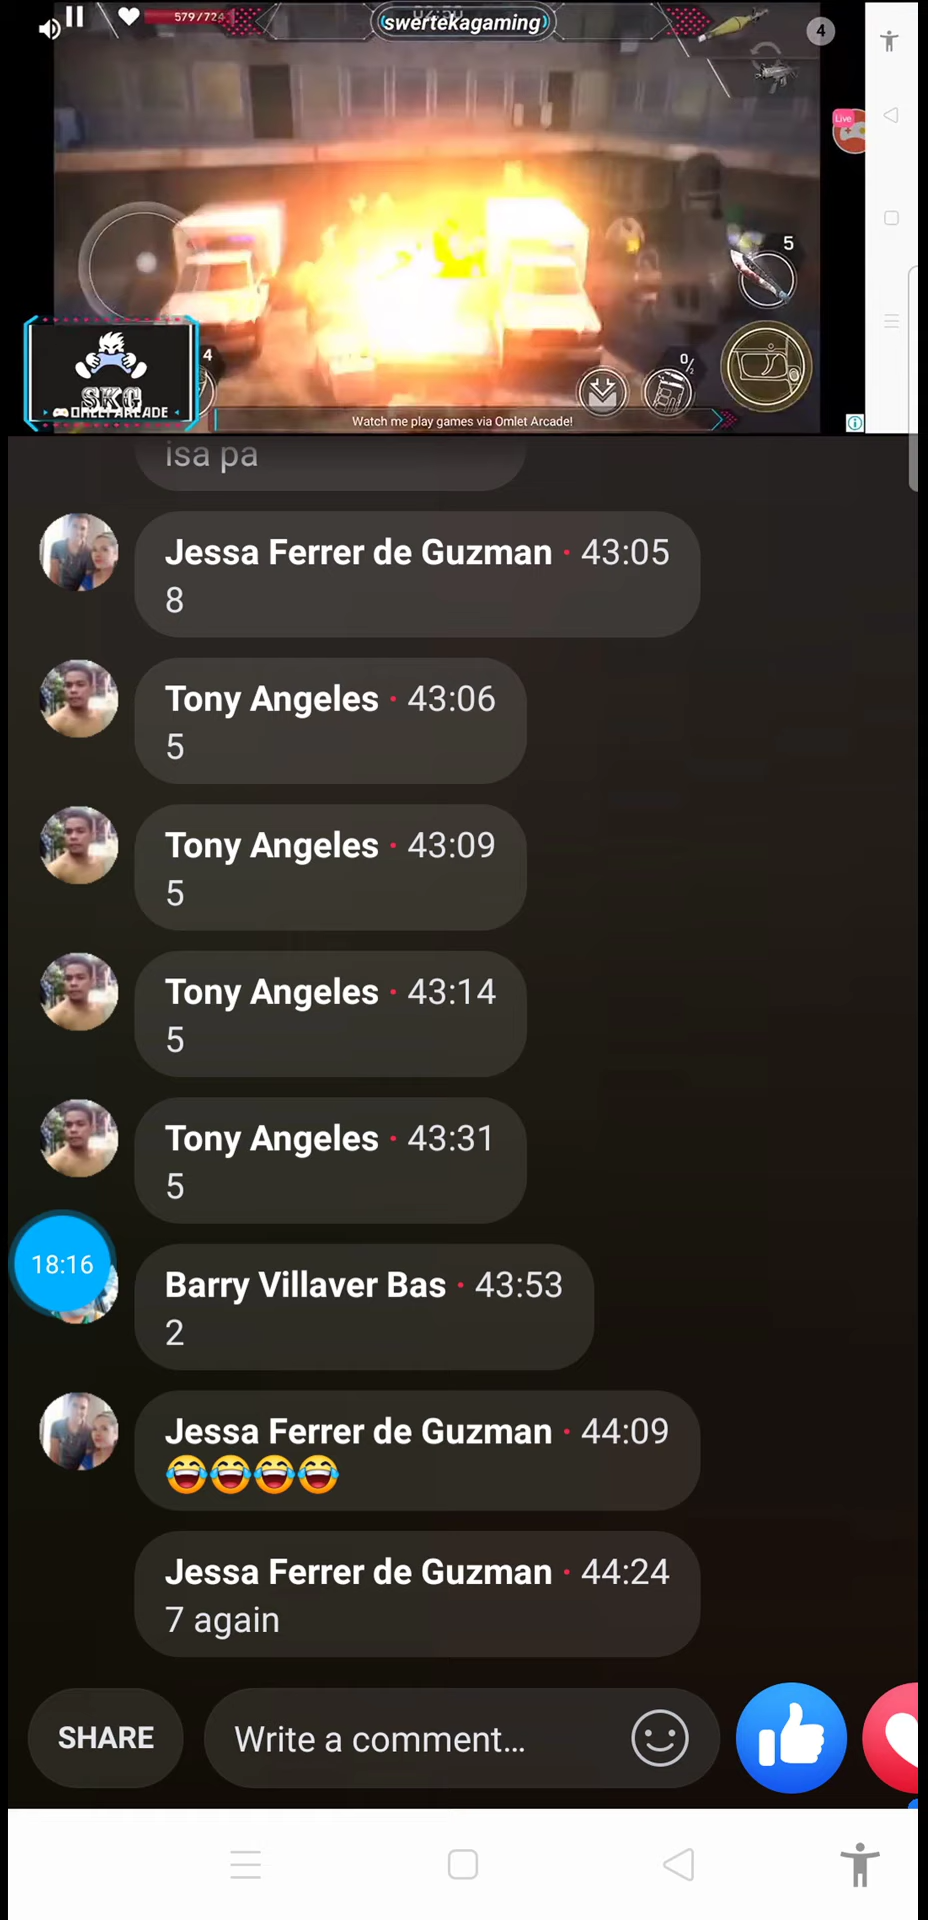 579/724
swertekagaming
4
Live
5
4
0/2
SKG
OMLET ARCADE
Watch me play games via Omlet Arcade!
isa pa
Jessa Ferrer de Guzman • 43:05
8
Tony Angeles • 43:06
5
Tony Angeles • 43:09
5
Tony Angeles • 43:14
5
Tony Angeles • 43:31
5
18:16
Barry Villaver Bas • 43:53
2
Jessa Ferrer de Guzman • 44:09
😂😂😂😂
Jessa Ferrer de Guzman • 44:24
7 again
SHARE
Write a comment...